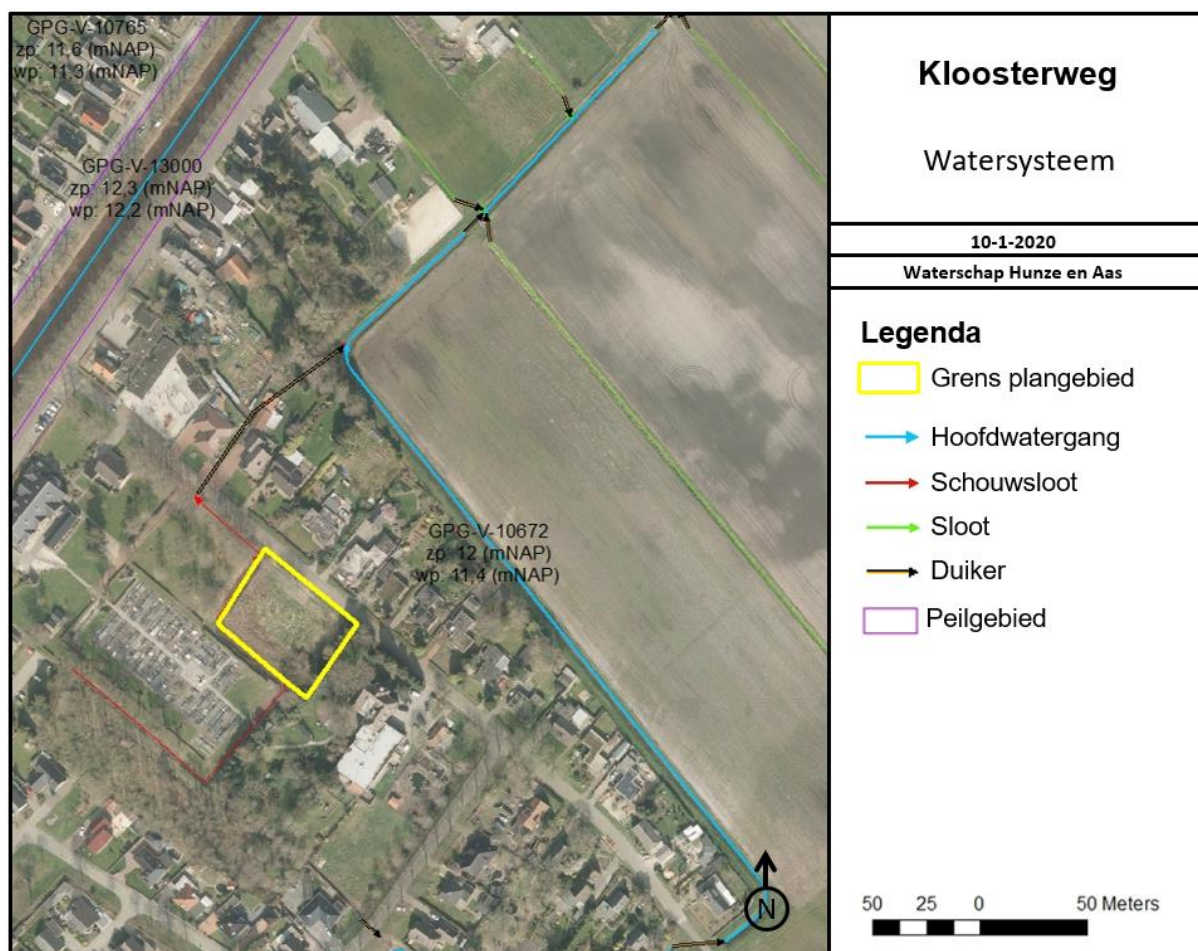 GPG-V-10765
zp: 11,6 (mNAP)
wp: 11,3 (mNAP)
GPG-V-13000
zp: 12,3 (mNAP)
wp: 12,2 (mNAP)
GPG-V-10672
zp: 12 (mNAP)
wp: 11,4 (mNAP)
N
Kloosterweg
Watersysteem
10-1-2020
Waterschap Hunze en Aas
Legenda
Grens plangebied
Hoofdwatergang
Schouwsloot
Sloot
Duiker
Peilgebied
50 25 0 50 Meters